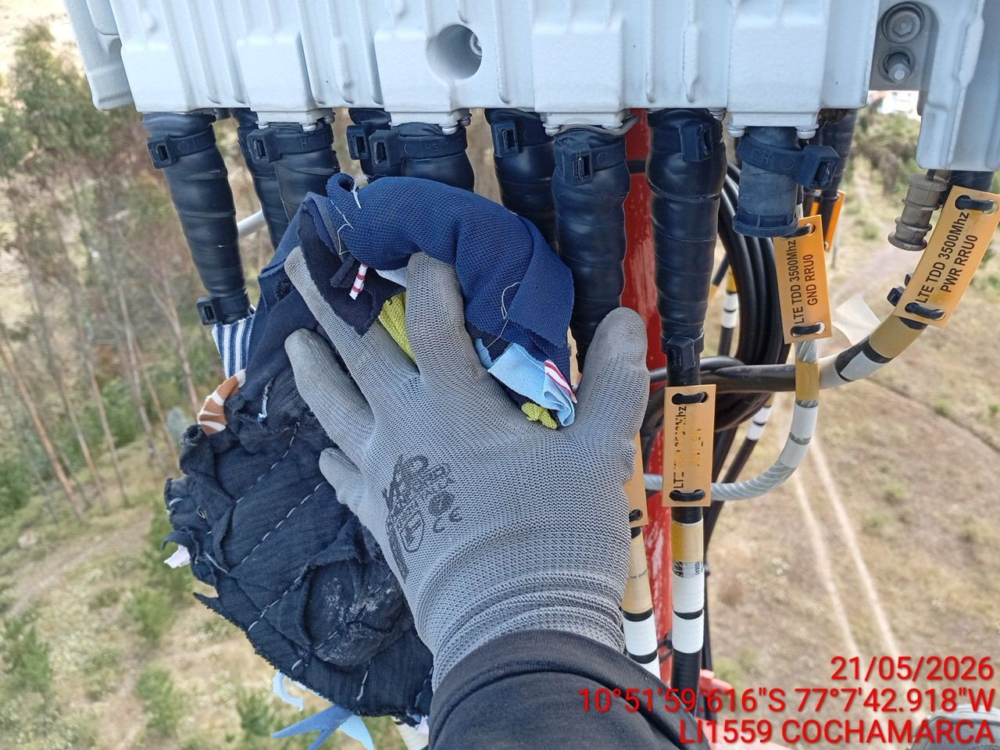 LTE TDD 3500Mhz
GND RRU0
LTE TDD 3500Mhz
PWR RRU0
21/05/2026
10°51'59.616"S 77°7'42.918"W
LI1559 COCHAMARCA